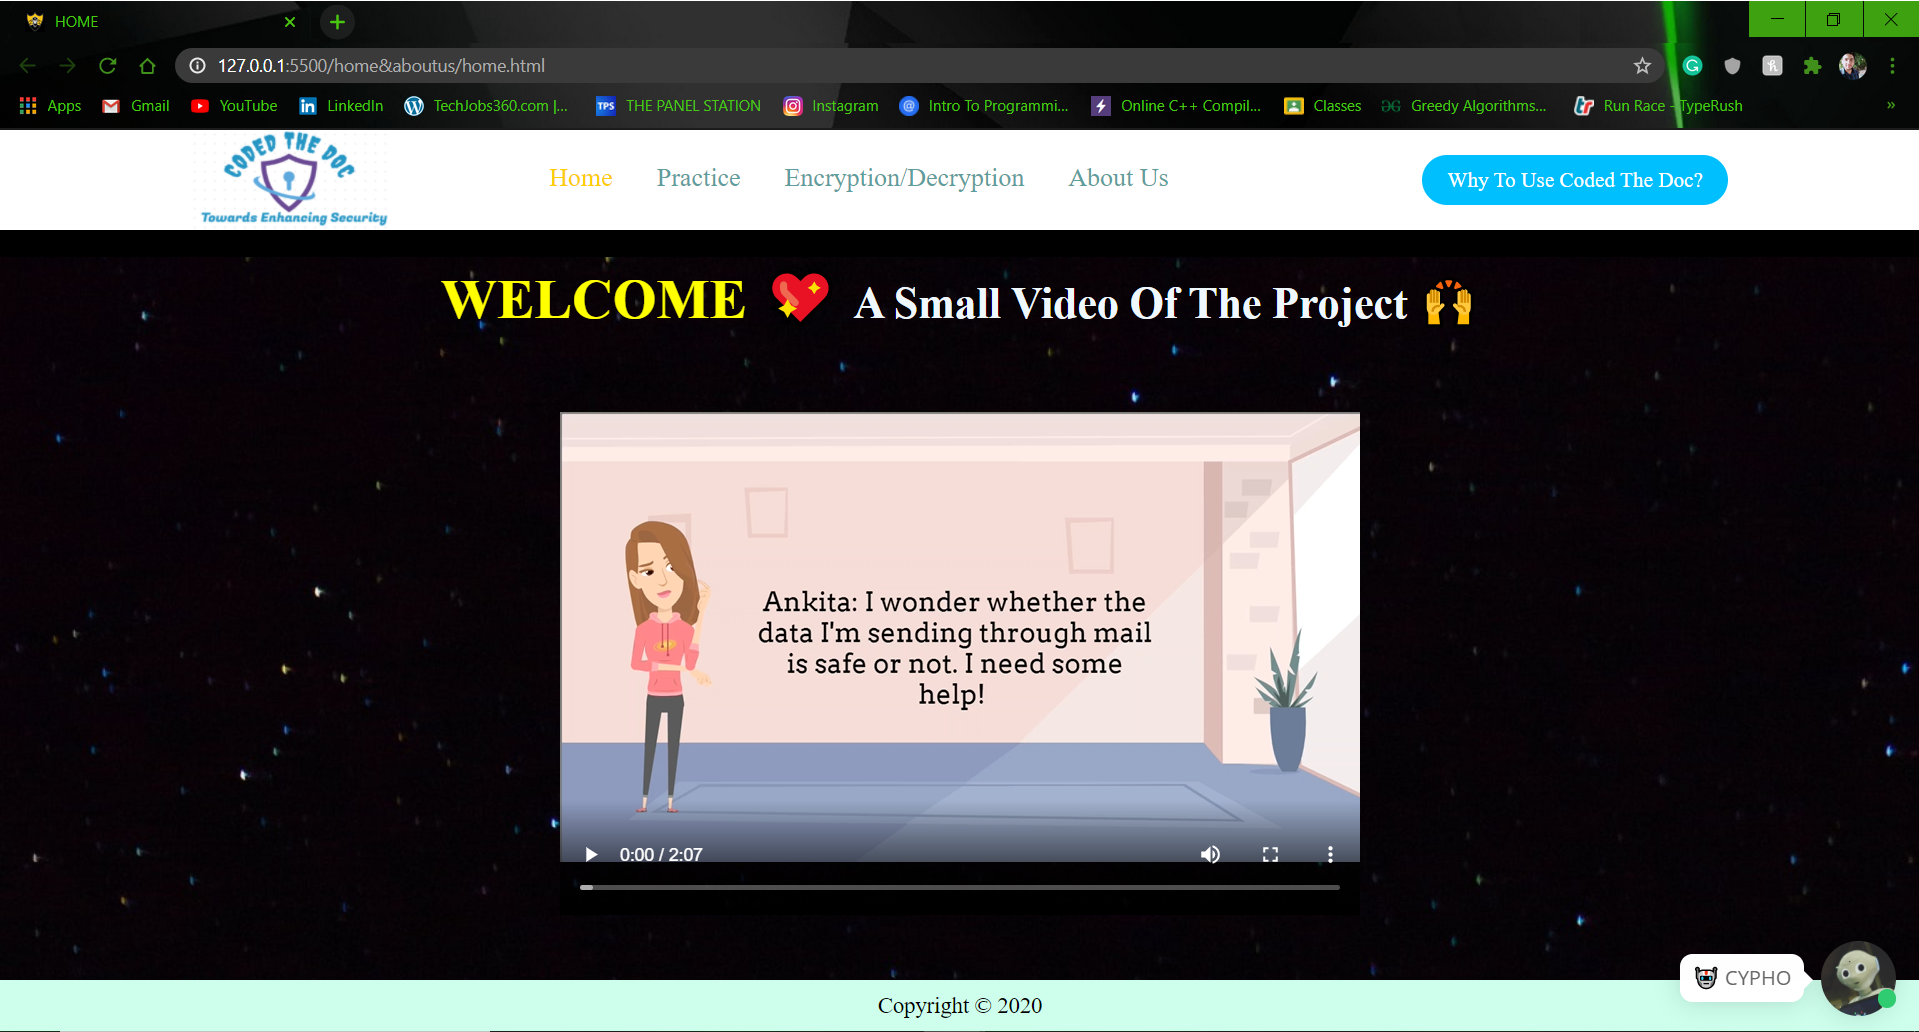 HOME
127.0.0.1:5500/home&aboutus/home.html
Apps Gmail YouTube LinkedIn TechJobs360.com |... TPS THE PANEL STATION Instagram Intro To Programmi... Online C++ Compil... Classes Greedy Algorithms... Run Race - TypeRush »
CODED THE DOC
Towards Enhancing Security
Home Practice Encryption/Decryption About Us Why To Use Coded The Doc?
WELCOME 💖 A Small Video Of The Project 🙌
Ankita: I wonder whether the
data I'm sending through mail
is safe or not. I need some
help!
0:00 / 2:07
CYPHO
Copyright © 2020